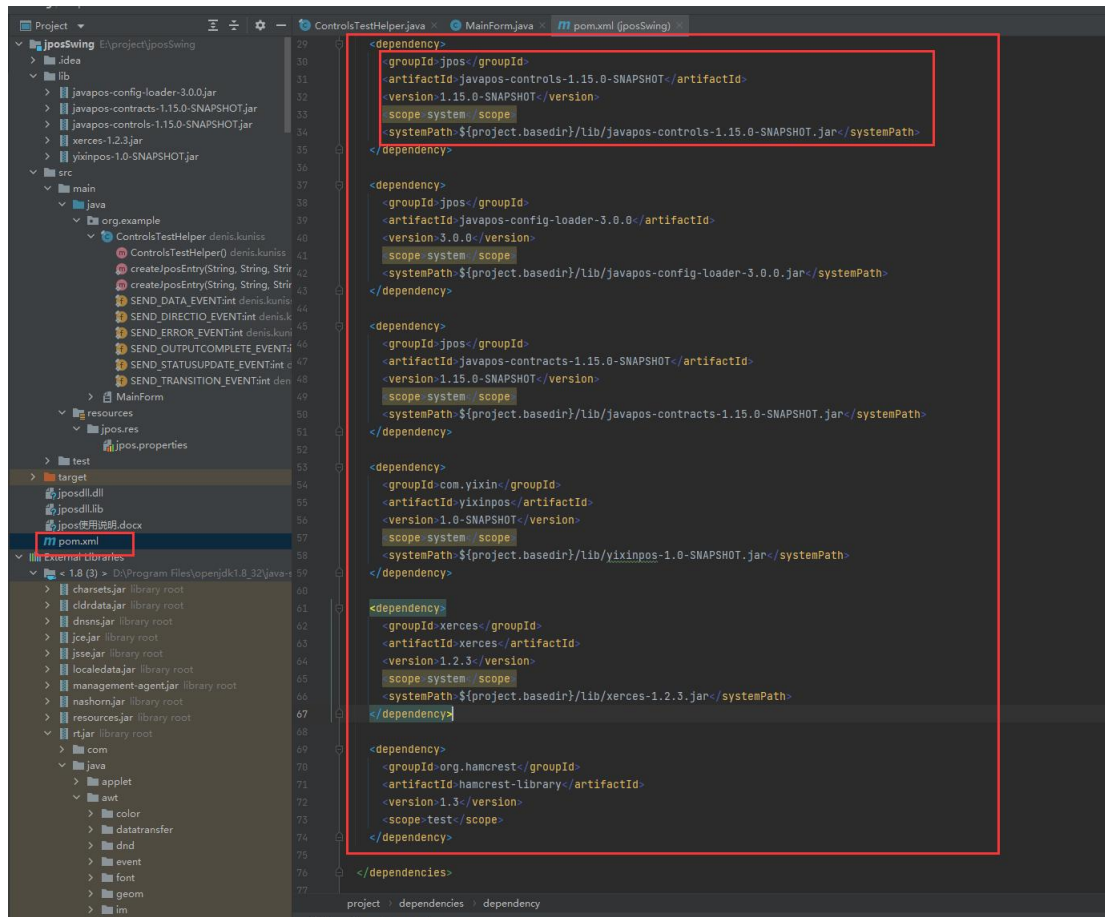 Project
ControlsTestHelper.java
MainForm.java
pom.xml (jposSwing)
jposSwing E:\project\jposSwing
.idea
lib
javapos-config-loader-3.0.0.jar
javapos-contracts-1.15.0-SNAPSHOT.jar
javapos-controls-1.15.0-SNAPSHOT.jar
xerces-1.2.3.jar
yixinpos-1.0-SNAPSHOT.jar
src
main
java
org.example
ControlsTestHelper denis.kuniss
ControlsTestHelper() denis.kuniss
createJposEntry(String, String, Strir
createJposEntry(String, String, Strir
SEND_DATA_EVENT:int denis.kunis
SEND_DIRECTIO_EVENT:int denis.k
SEND_ERROR_EVENT:int denis.kuni
SEND_OUTPUTCOMPLETE_EVENT:i
SEND_STATUSUPDATE_EVENT:int d
SEND_TRANSITION_EVENT:int den
MainForm
resources
jpos.res
jpos.properties
test
target
jposdll.dll
jposdll.lib
jpos使用说明.docx
pom.xml
External Libraries
< 1.8 (3) > D:\Program Files\openjdk1.8_32\java-s
charsets.jar library root
cldrdata.jar library root
dnsns.jar library root
jce.jar library root
jsse.jar library root
localedata.jar library root
management-agent.jar library root
nashorn.jar library root
resources.jar library root
rt.jar library root
com
java
applet
awt
color
datatransfer
dnd
event
font
geom
im
29 <dependency>
30 <groupId>jpos</groupId>
31 <artifactId>javapos-controls-1.15.0-SNAPSHOT</artifactId>
32 <version>1.15.0-SNAPSHOT</version>
33 <scope>system</scope>
34 <systemPath>${project.basedir}/lib/javapos-controls-1.15.0-SNAPSHOT.jar</systemPath>
35 </dependency>
36
37 <dependency>
38 <groupId>jpos</groupId>
39 <artifactId>javapos-config-loader-3.0.0</artifactId>
40 <version>3.0.0</version>
41 <scope>system</scope>
42 <systemPath>${project.basedir}/lib/javapos-config-loader-3.0.0.jar</systemPath>
43 </dependency>
44
45 <dependency>
46 <groupId>jpos</groupId>
47 <artifactId>javapos-contracts-1.15.0-SNAPSHOT</artifactId>
48 <version>1.15.0-SNAPSHOT</version>
49 <scope>system</scope>
50 <systemPath>${project.basedir}/lib/javapos-contracts-1.15.0-SNAPSHOT.jar</systemPath>
51 </dependency>
52
53 <dependency>
54 <groupId>com.yixin</groupId>
55 <artifactId>yixinpos</artifactId>
56 <version>1.0-SNAPSHOT</version>
57 <scope>system</scope>
58 <systemPath>${project.basedir}/lib/yixinpos-1.0-SNAPSHOT.jar</systemPath>
59 </dependency>
60
61 <dependency>
62 <groupId>xerces</groupId>
63 <artifactId>xerces</artifactId>
64 <version>1.2.3</version>
65 <scope>system</scope>
66 <systemPath>${project.basedir}/lib/xerces-1.2.3.jar</systemPath>
67 </dependency>
68
69 <dependency>
70 <groupId>org.hamcrest</groupId>
71 <artifactId>hamcrest-library</artifactId>
72 <version>1.3</version>
73 <scope>test</scope>
74 </dependency>
75
76 </dependencies>
77
project › dependencies › dependency